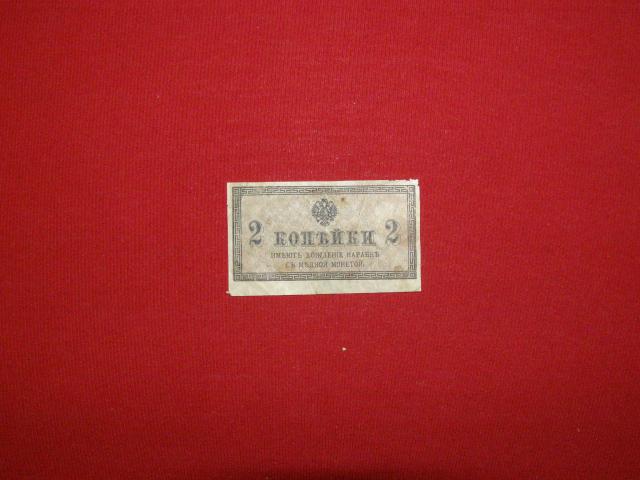 2 КОПѢЙКИ 2
ИМѢЮТЪ ХОЖДЕНІЕ НАРАВНѢ
СЪ МѢДНОЙ МОНЕТОЙ.